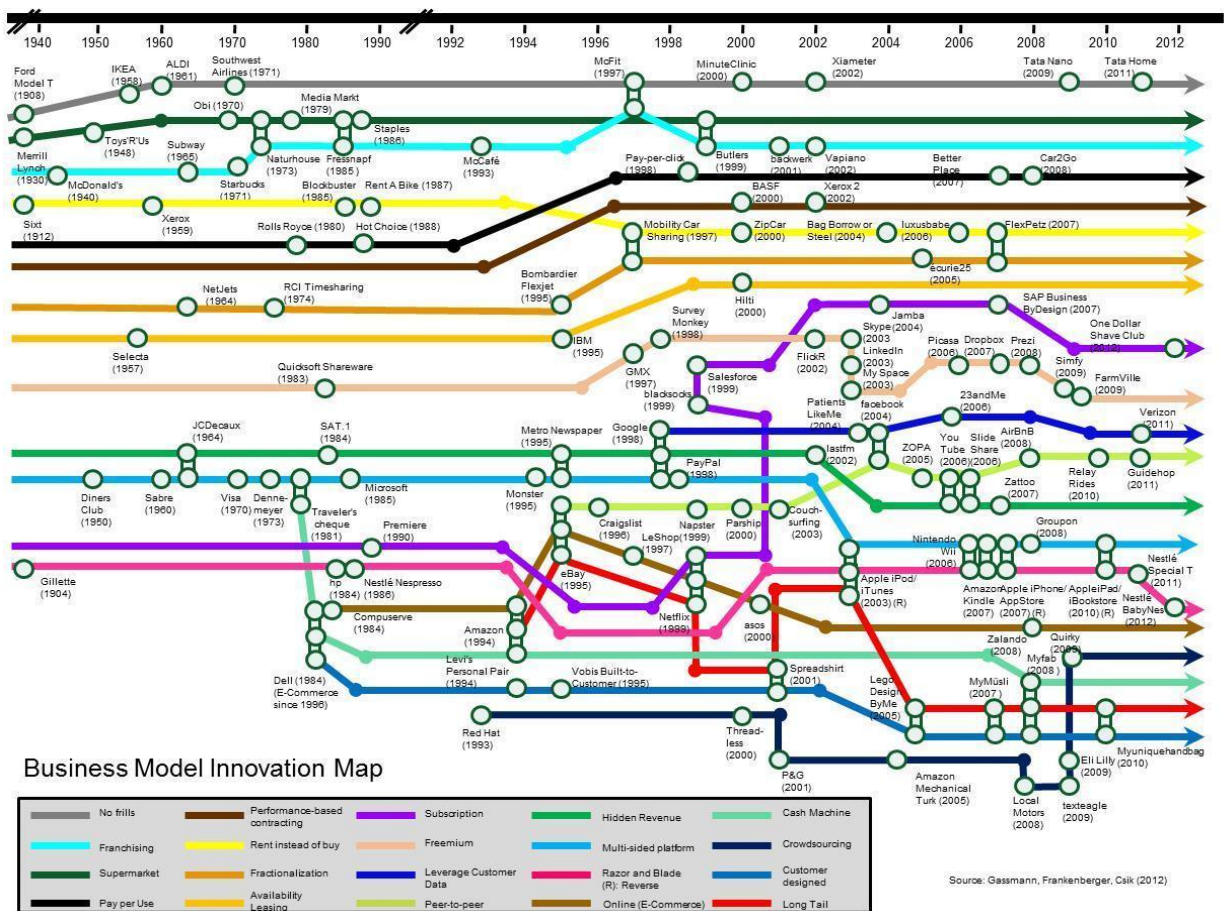 1940 1950 1960 1970 1980 1990 1992 1994 1996 1998 2000 2002 2004 2006 2008 2010 2012
Ford
Model T
(1908)
IKEA
(1958)
ALDI
(1961)
Southwest
Airlines (1971)
McFit
(1997)
MinuteClinic
(2000)
Xiameter
(2002)
Tata Nano
(2009)
Tata Home
(2011)
Merrill
Lynch
(1930)
Toys'R'Us
(1948)
Obi (1970)
Media Markt
(1979)
Staples
(1986)
McDonald's
(1940)
Subway
(1965)
Starbucks
(1971)
Naturhouse
(1973)
Fressnapf
(1985)
McCafé
(1993)
Butlers
(1999)
backwerk
(2001)
Vapiano
(2002)
Pay-per-click
(1998)
Better
Place
(2007)
Car2Go
(2008)
Sixt
(1912)
Xerox
(1959)
Blockbuster
(1985)
Rent A Bike (1987)
BASF
(2000)
Xerox 2
(2002)
Rolls Royce (1980)
Hot Choice (1988)
Mobility Car
Sharing (1997)
ZipCar
(2000)
Bag Borrow or
Steel (2004)
luxusbabe
(2006)
FlexPetz (2007)
NetJets
(1964)
RCI Timesharing
(1974)
Bombardier
Flexjet
(1995)
écurie25
(2005)
Selecta
(1957)
IBM
(1995)
Hilti
(2000)
Jamba
(2004)
SAP Business
ByDesign (2007)
One Dollar
Shave Club
(2012)
Quicksoft Shareware
(1983)
GMX
(1997)
Survey
Monkey
(1998)
FlickR
(2002)
Skype
(2003
LinkedIn
(2003)
My Space
(2003)
Picasa
(2006)
Dropbox
(2007)
Prezi
(2008)
Simfy
(2009)
FarmVille
(2009)
Salesforce
(1999)
blacksocks
(1999)
Patients
LikeMe
(2004)
facebook
(2004)
23andMe
(2006)
AirBnB
(2008)
Verizon
(2011)
JCDecaux
(1964)
SAT.1
(1984)
Metro Newspaper
(1995)
Google
(1998)
lastfm
(2002)
ZOPA
(2005)
You
Tube
(2006)
Slide
Share
(2006)
Relay
Rides
(2010)
Guidehop
(2011)
Zattoo
(2007)
Diners
Club
(1950)
Sabre
(1960)
Visa
(1970)
Denne-
meyer
(1973)
Traveler's
cheque
(1981)
Microsoft
(1985)
Monster
(1995)
PayPal
(1998)
Craigslist
(1996)
Napster
(1999)
Parship
(2000)
Couch-
surfing
(2003)
Premiere
(1990)
LeShop
(1997)
eBay
(1995)
Nintendo
Wii
(2006)
Groupon
(2008)
Gillette
(1904)
hp
(1984)
Nestlé Nespresso
(1986)
Netflix
(1999)
Apple iPod/
iTunes
(2003) (R)
Amazon
Kindle
(2007)
Apple iPhone/
AppStore
(2007) (R)
AppleiPad/
iBookstore
(2010) (R)
Nestlé
Special T
(2011)
Nestlé
BabyNes
(2012)
Compuserve
(1984)
Amazon
(1994)
asos
(2000)
Zalando
(2008)
Quirky
(2009)
Dell (1984)
(E-Commerce
since 1996)
Levi's
Personal Pair
(1994)
Vobis Built-to-
Customer (1995)
Spreadshirt
(2001)
Lego
Design
ByMe
(2005)
MyMüsli
(2007)
Myfab
(2008)
Myuniquehandbag
(2010)
Red Hat
(1993)
Thread-
less
(2000)
P&G
(2001)
Amazon
Mechanical
Turk (2005)
Local
Motors
(2008)
Eli Lilly
(2009)
texteagle
(2009)
Business Model Innovation Map
No frills
Performance-based
contracting
Subscription
Hidden Revenue
Cash Machine
Franchising
Rent instead of buy
Freemium
Multi-sided platform
Crowdsourcing
Supermarket
Fractionalization
Leverage Customer
Data
Razor and Blade
(R): Reverse
Customer
designed
Pay per Use
Availability
Leasing
Peer-to-peer
Online (E-Commerce)
Long Tail
Source: Gassmann, Frankenberger, Csik (2012)